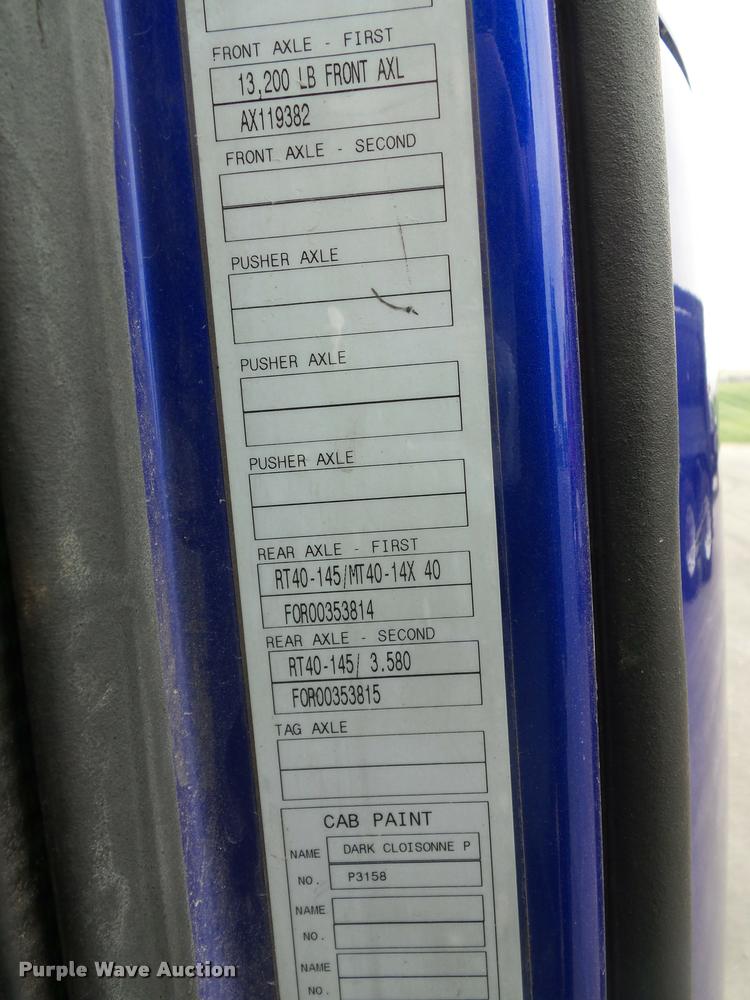 FRONT AXLE - FIRST
13,200 LB FRONT AXL
AX119382
FRONT AXLE - SECOND
PUSHER AXLE
PUSHER AXLE
PUSHER AXLE
REAR AXLE - FIRST
RT40-145/MT40-14X 40
FOR00353814
REAR AXLE - SECOND
RT40-145/ 3.580
FOR00353815
TAG AXLE
CAB PAINT
NAME DARK CLOISONNE P
NO. P3158
NAME
NO.
NAME
NO.
Purple Wave Auction